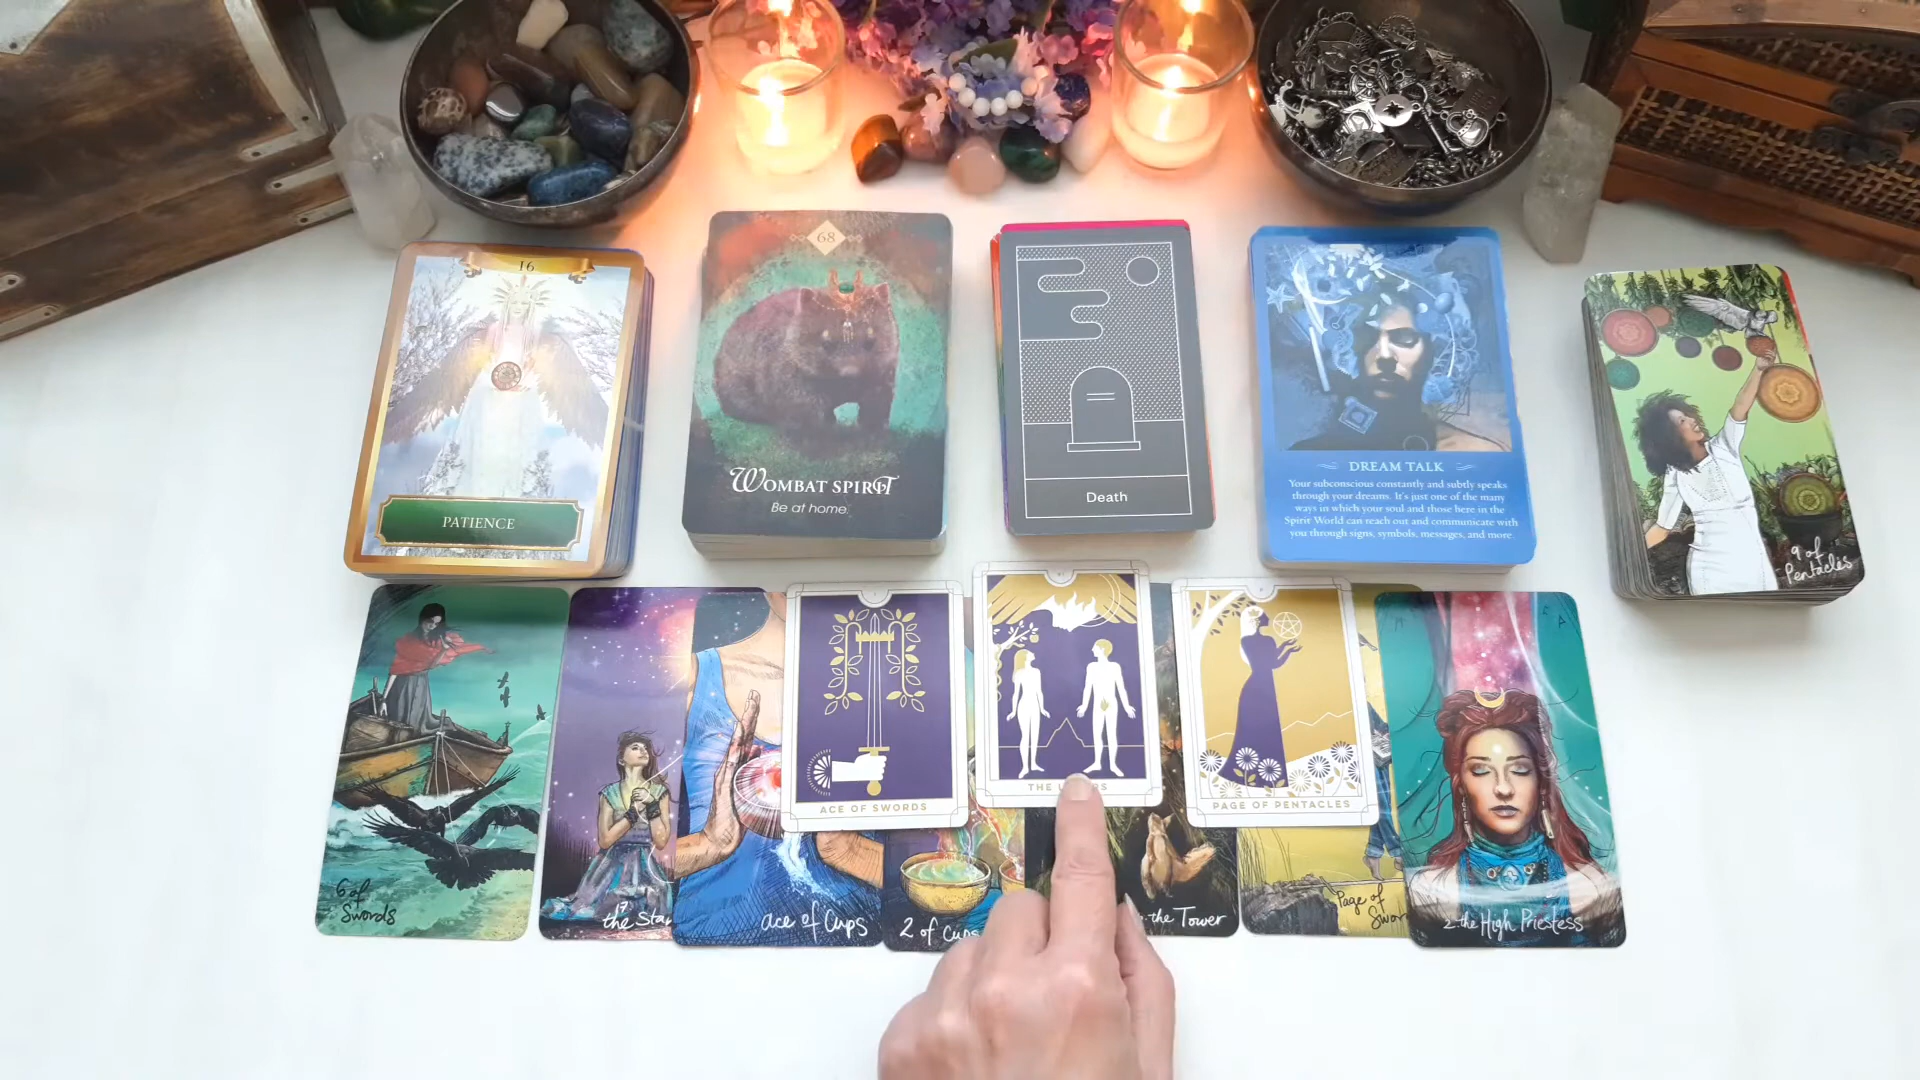 16
PATIENCE
68
WOMBAT SPIRIT
Be at home
Death
DREAM TALK
Your subconscious constantly and subtly speaks
through your dreams. It's just one of the many
ways in which your soul and those here in the
Spirit World can reach out and communicate with
you through signs, symbols, messages, and more.
9 of
Pentacles
6 of
Swords
17
the Sta
ace of Cups
2 of Cups
ACE OF SWORDS
THE
PAGE OF PENTACLES
the Tower
Page of
2 the High Priestess